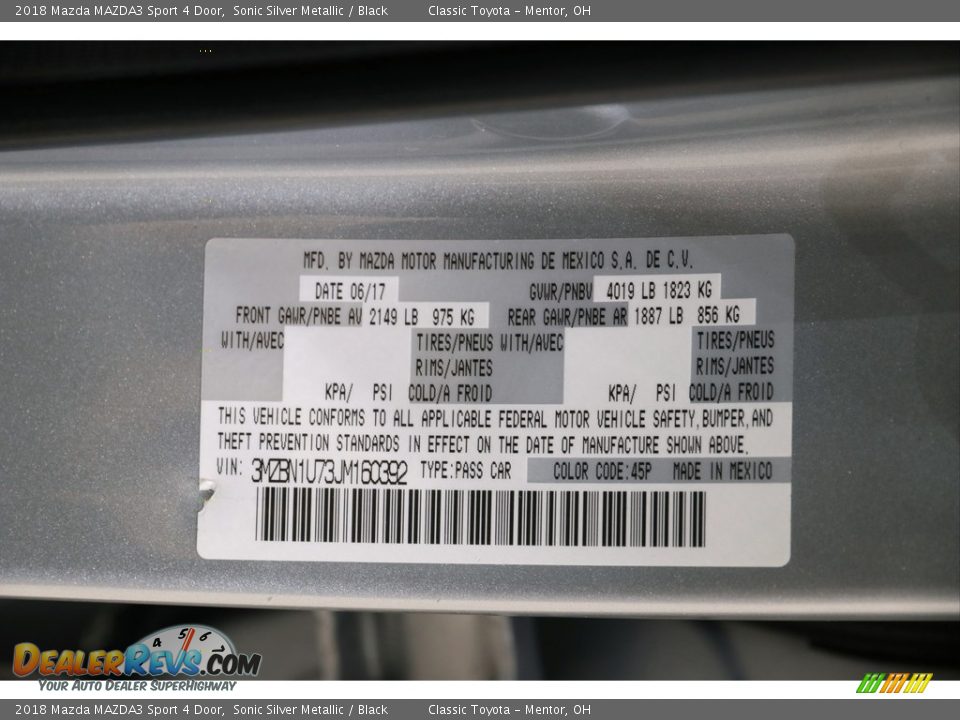 2018 Mazda MAZDA3 Sport 4 Door, Sonic Silver Metallic / Black Classic Toyota - Mentor, OH
MFD. BY MAZDA MOTOR MANUFACTURING DE MEXICO S.A. DE C.V.
DATE 06/17 GVWR/PNBV 4019 LB 1823 KG
FRONT GAWR/PNBE AV 2149 LB 975 KG REAR GAWR/PNBE AR 1887 LB 856 KG
WITH/AVEC TIRES/PNEUS WITH/AVEC TIRES/PNEUS
RIMS/JANTES RIMS/JANTES
KPA/ PSI COLD/A FROID KPA/ PSI COLD/A FROID
THIS VEHICLE CONFORMS TO ALL APPLICABLE FEDERAL MOTOR VEHICLE SAFETY,BUMPER,AND
THEFT PREVENTION STANDARDS IN EFFECT ON THE DATE OF MANUFACTURE SHOWN ABOVE.
VIN: 3MZBN1U73JM160392 TYPE:PASS CAR COLOR CODE:45P MADE IN MEXICO
4 5 6
DEALERREVS.COM
YOUR AUTO DEALER SUPERHIGHWAY
2018 Mazda MAZDA3 Sport 4 Door, Sonic Silver Metallic / Black Classic Toyota - Mentor, OH